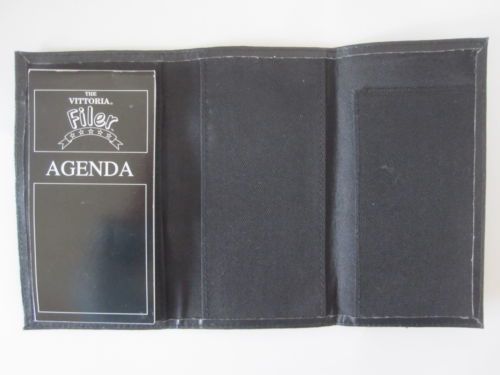 THE
VITTORIA®
Filer
AGENDA